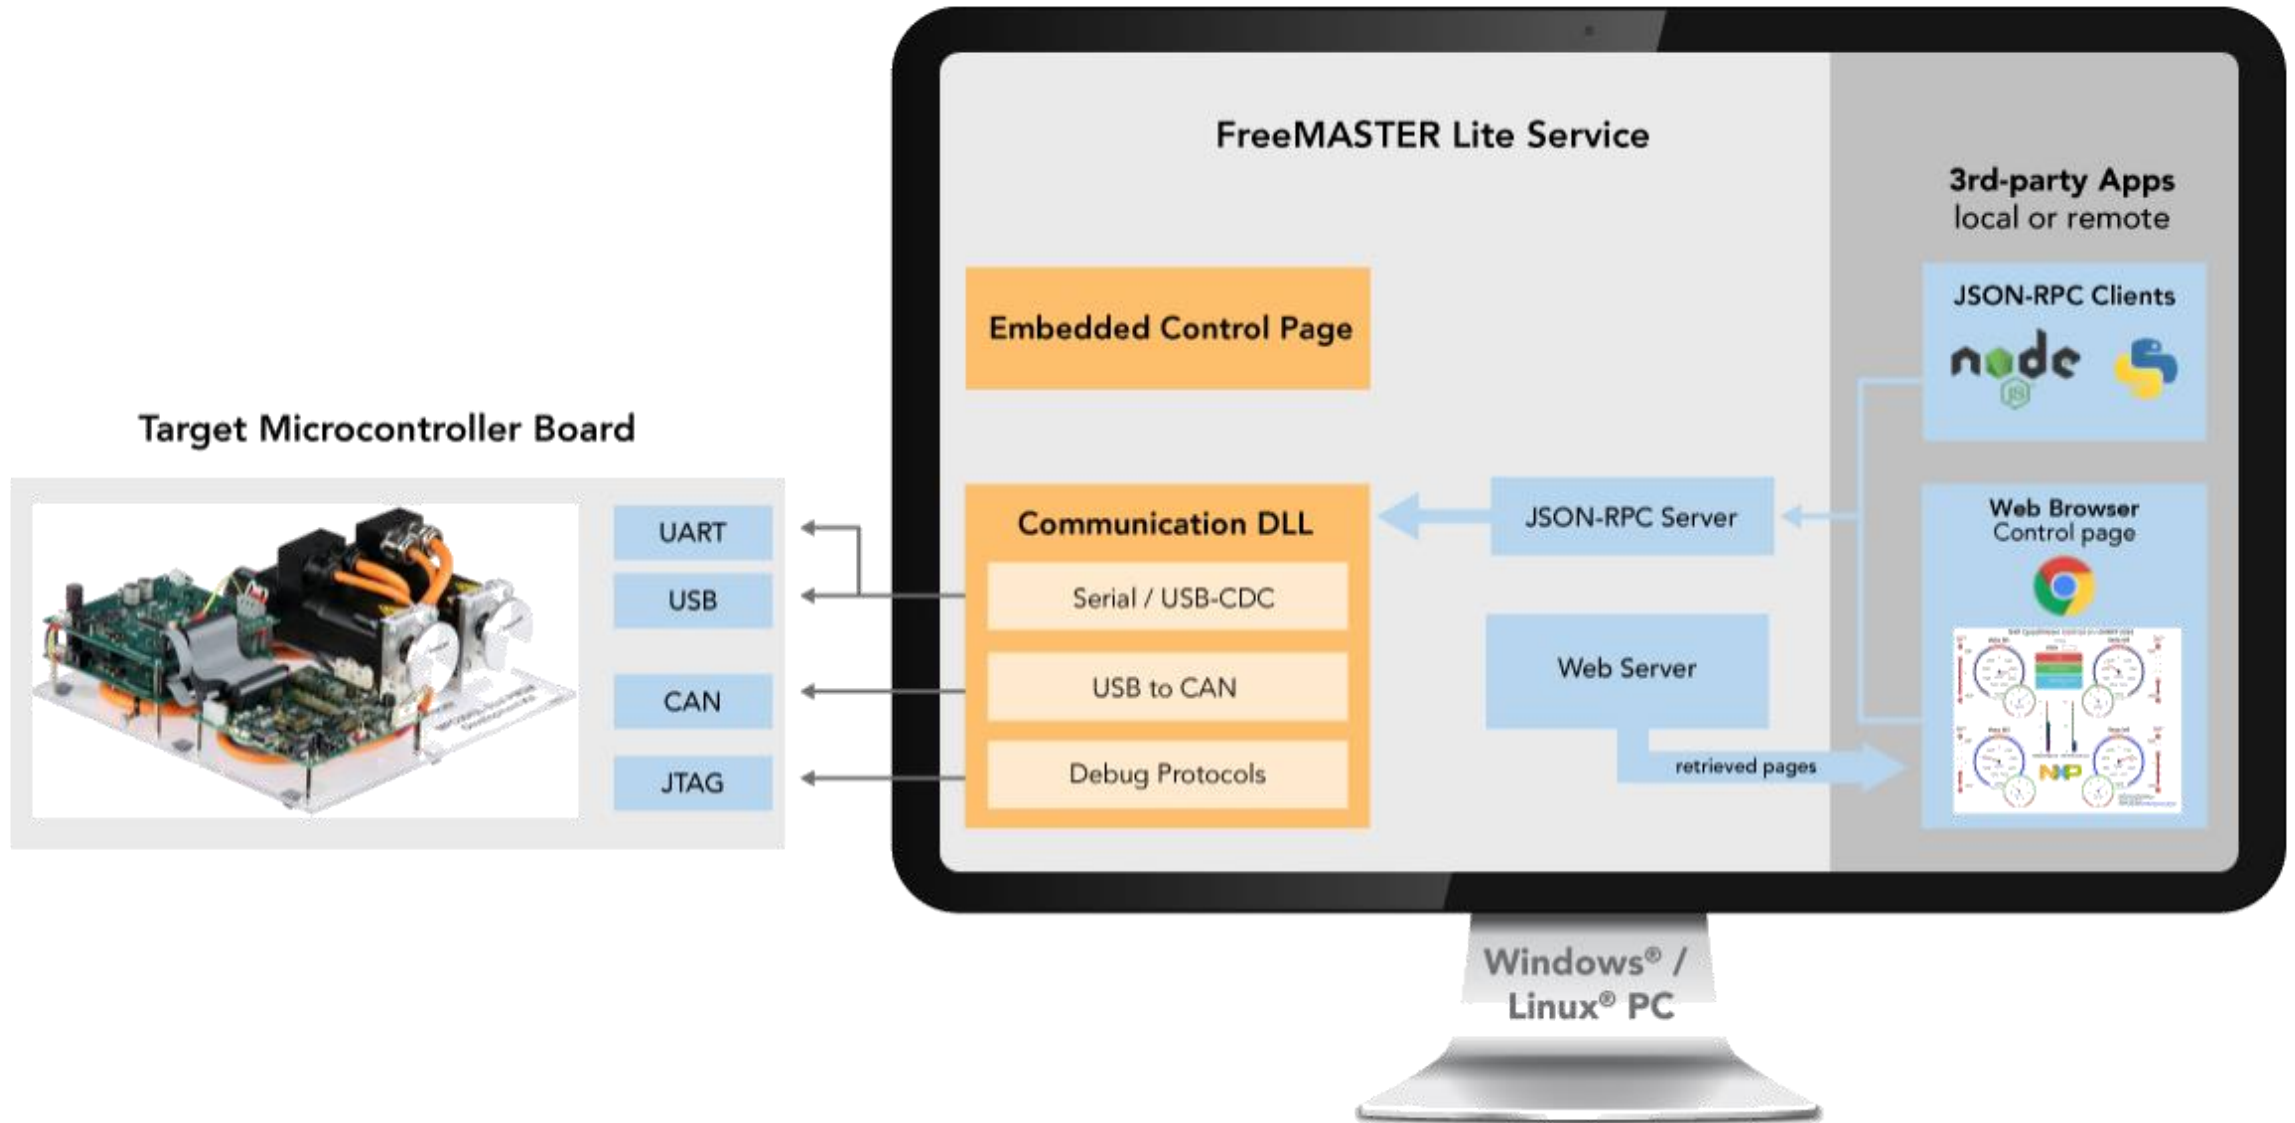 FreeMASTER Lite Service
3rd-party Apps
local or remote
JSON-RPC Clients
node
JS
Embedded Control Page
Target Microcontroller Board
UART
USB
CAN
JTAG
Communication DLL
Serial / USB-CDC
USB to CAN
Debug Protocols
JSON-RPC Server
Web Server
retrieved pages
Web Browser
Control page
NXP
Windows® /
Linux® PC